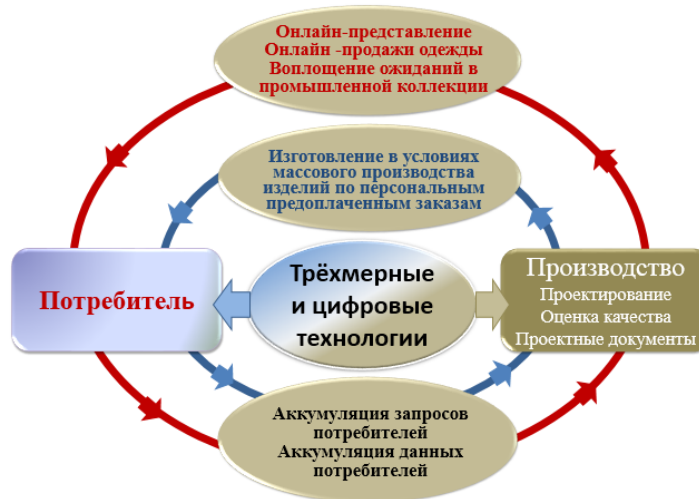 Онлайн-представление
Онлайн -продажи одежды
Воплощение ожиданий в
промышленной коллекции
Изготовление в условиях
массового производства
изделий по персональным
предоплаченным заказам
Потребитель
Трёхмерные
и цифровые
технологии
Производство
Проектирование
Оценка качества
Проектные документы
Аккумуляция запросов
потребителей
Аккумуляция данных
потребителей